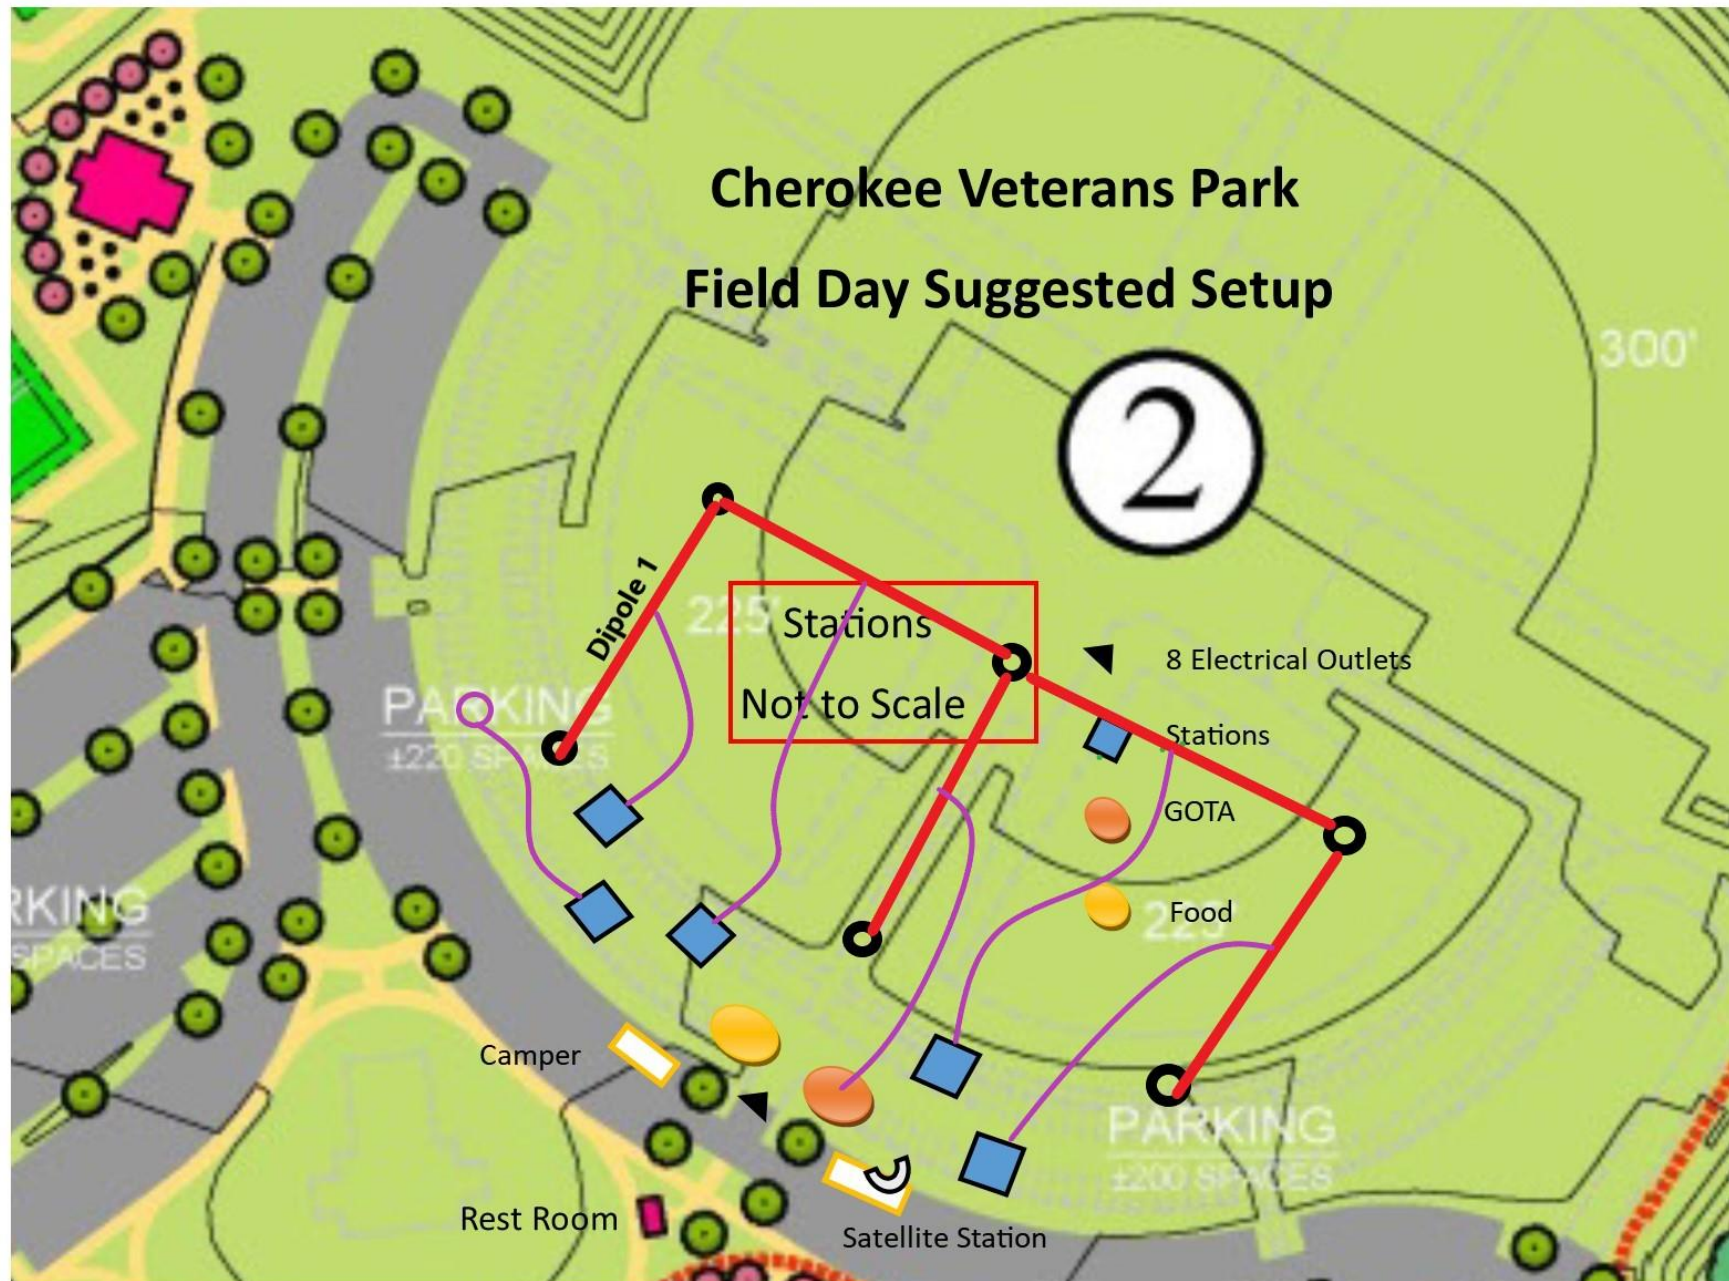 Cherokee Veterans Park
Field Day Suggested Setup
300'
2
Dipole 1
225'
Stations
Not to Scale
8 Electrical Outlets
PARKING
±220 SPACES
Stations
GOTA
Food
225'
RKING
SPACES
Camper
PARKING
±200 SPACES
Rest Room
Satellite Station